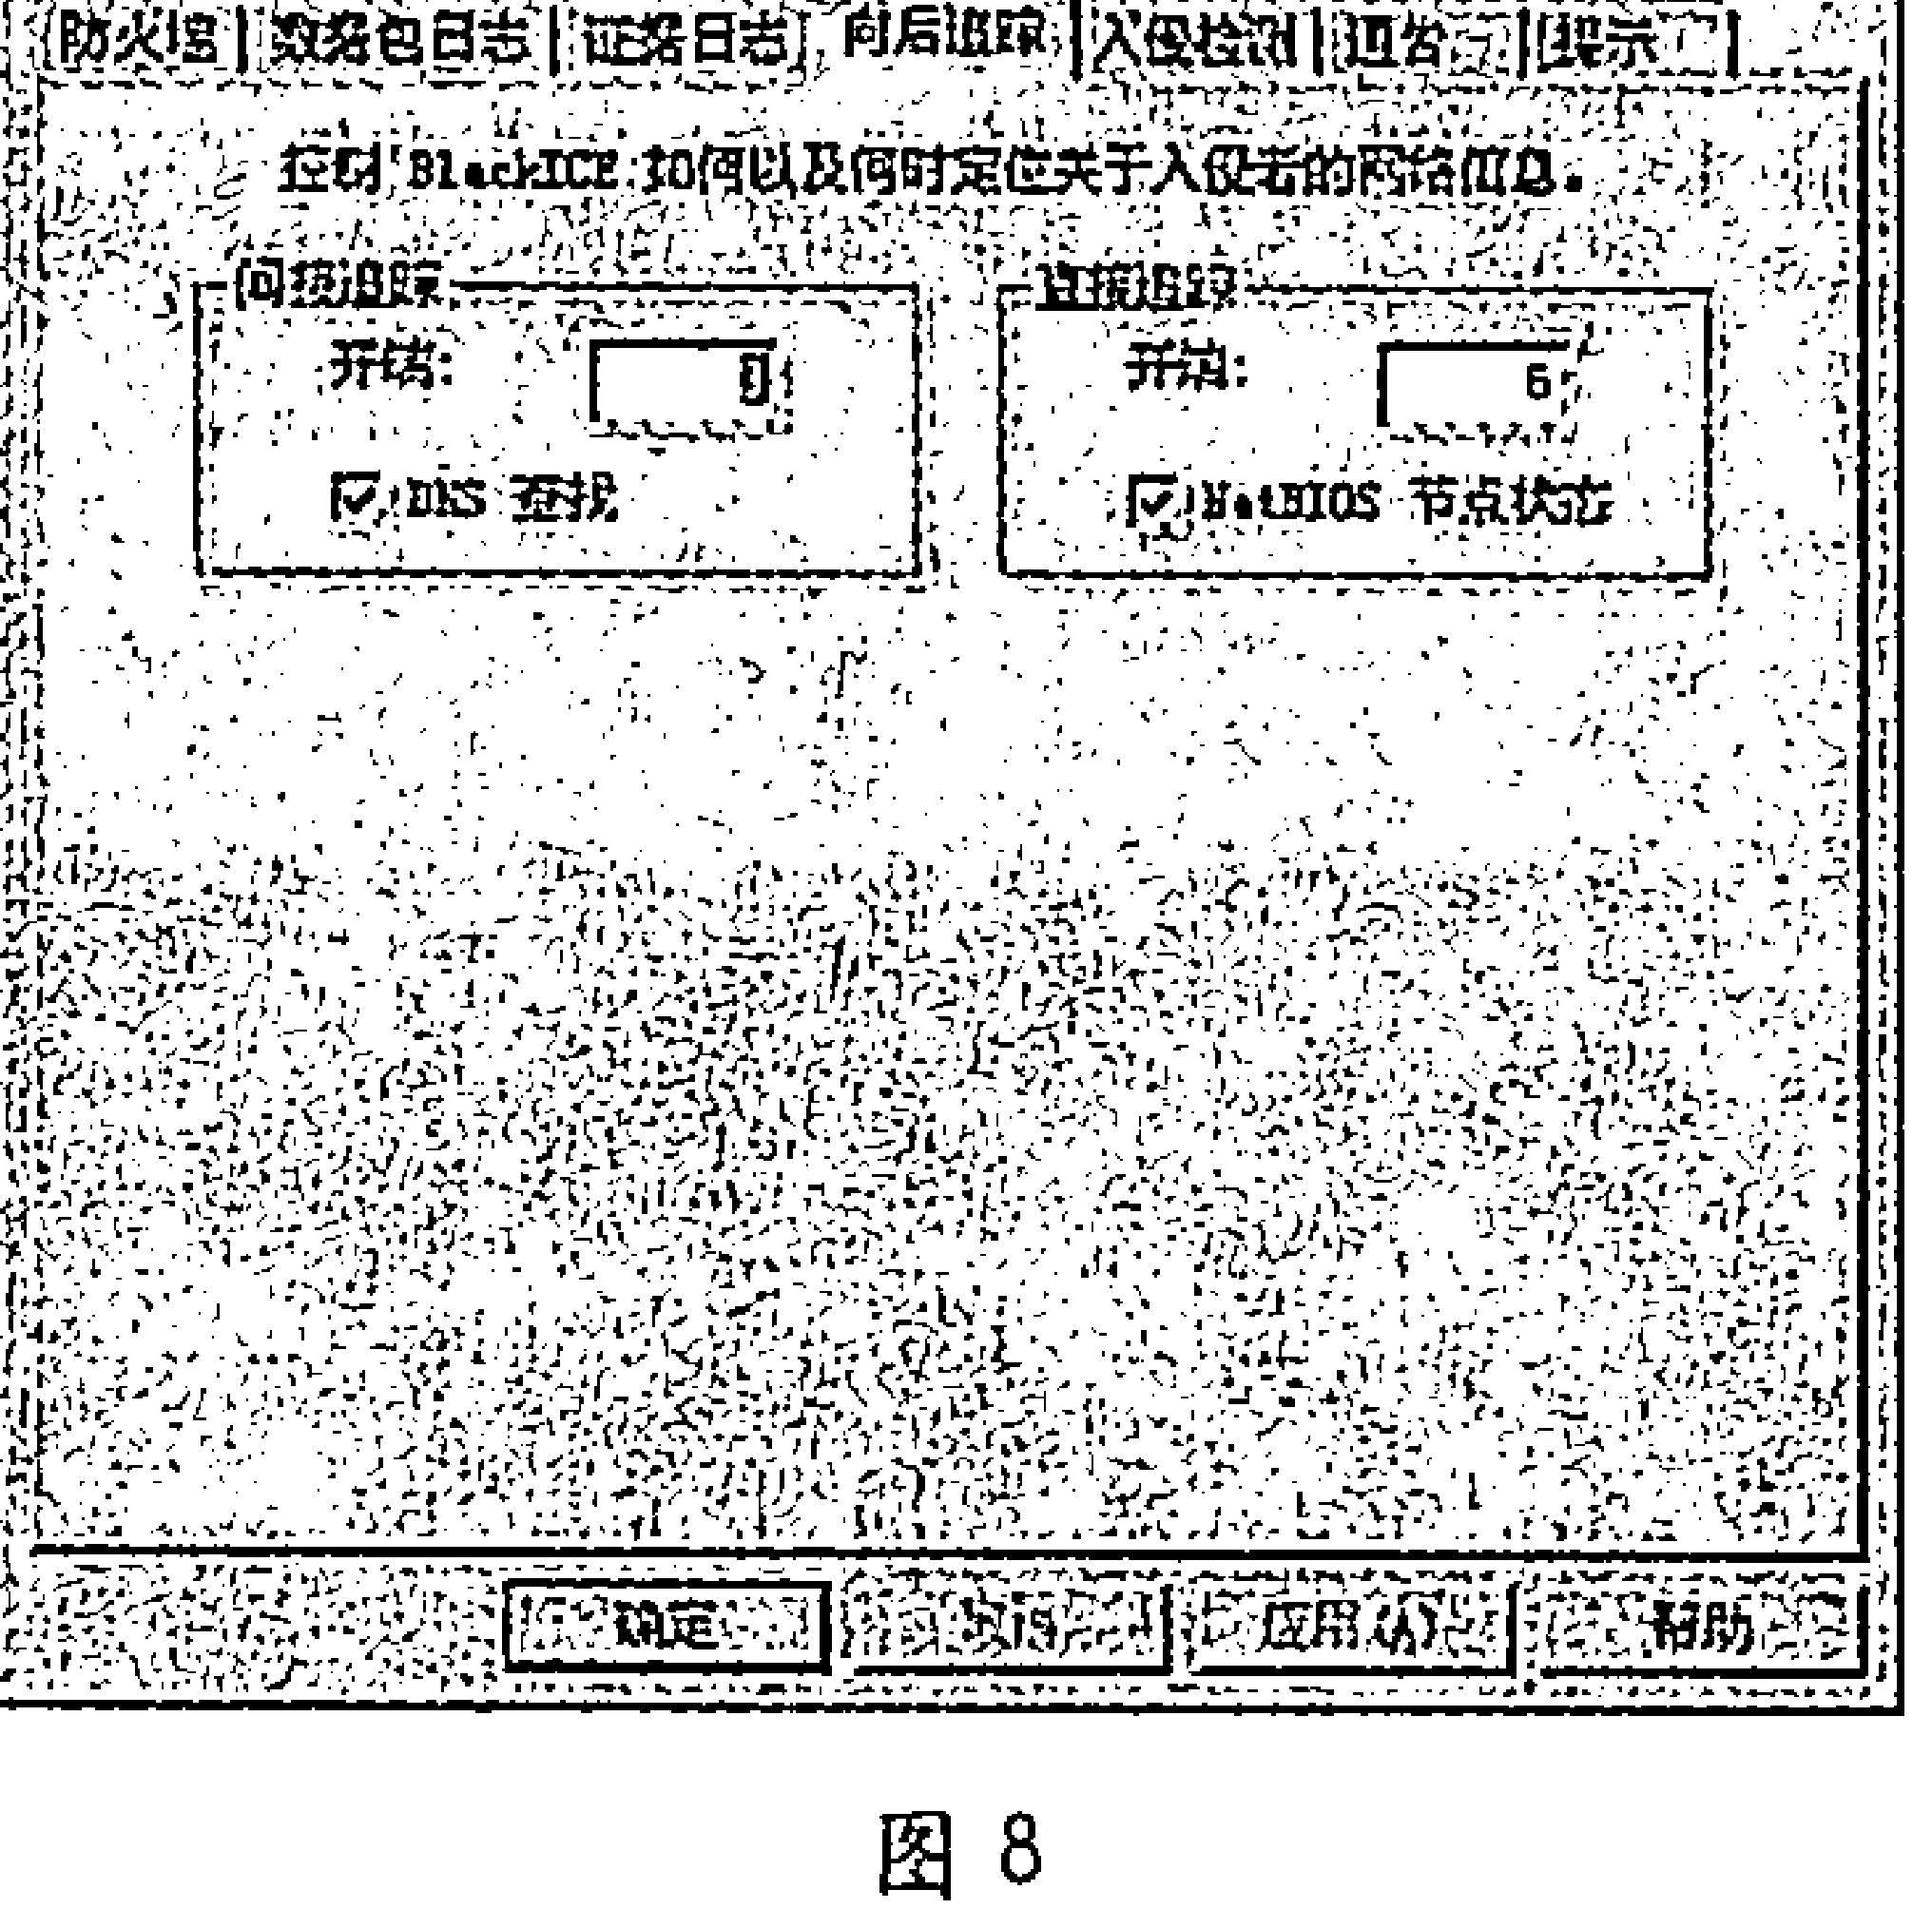 防火墙 数据包日志 证据日志 向后追踪 入侵检测 通告 提示
控制 BlackICE 如何以及何时定位关于入侵者的网络信息.
间接追踪 直接追踪
开销: 开销: 6
DNS 查找 NetBIOS 节点状态
确定 应用(A) 帮助
图 8